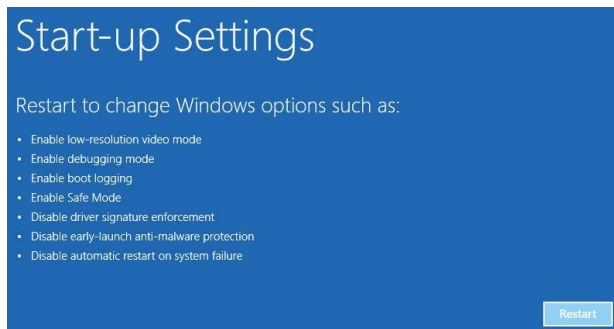 Start-up Settings
Restart to change Windows options such as:
• Enable low-resolution video mode
• Enable debugging mode
• Enable boot logging
• Enable Safe Mode
• Disable driver signature enforcement
• Disable early-launch anti-malware protection
• Disable automatic restart on system failure
Restart